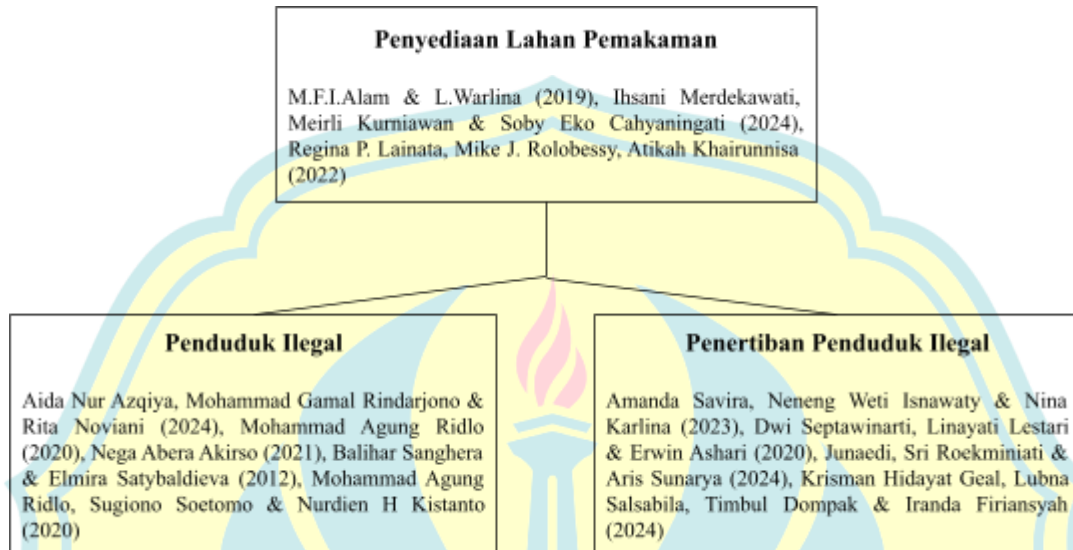 Penyediaan Lahan Pemakaman
M.F.I.Alam & L.Warlina (2019), Ihsani Merdekawati,
Meirli Kurniawan & Soby Eko Cahyaningati (2024),
Regina P. Lainata, Mike J. Rolobessy, Atikah Khairunnisa
(2022)
Penduduk Ilegal
Aida Nur Azqiya, Mohammad Gamal Rindarjono &
Rita Noviani (2024), Mohammad Agung Ridlo
(2020), Nega Abera Akirso (2021), Balihar Sanghera
& Elmira Satybaldieva (2012), Mohammad Agung
Ridlo, Sugiono Soetomo & Nurdien H Kistanto
(2020)
Penertiban Penduduk Ilegal
Amanda Savira, Neneng Weti Isnawaty & Nina
Karlina (2023), Dwi Septawinarti, Linayati Lestari
& Erwin Ashari (2020), Junaedi, Sri Roekminiati &
Aris Sunarya (2024), Krisman Hidayat Geal, Lubna
Salsabila, Timbul Dompak & Iranda Firiansyah
(2024)